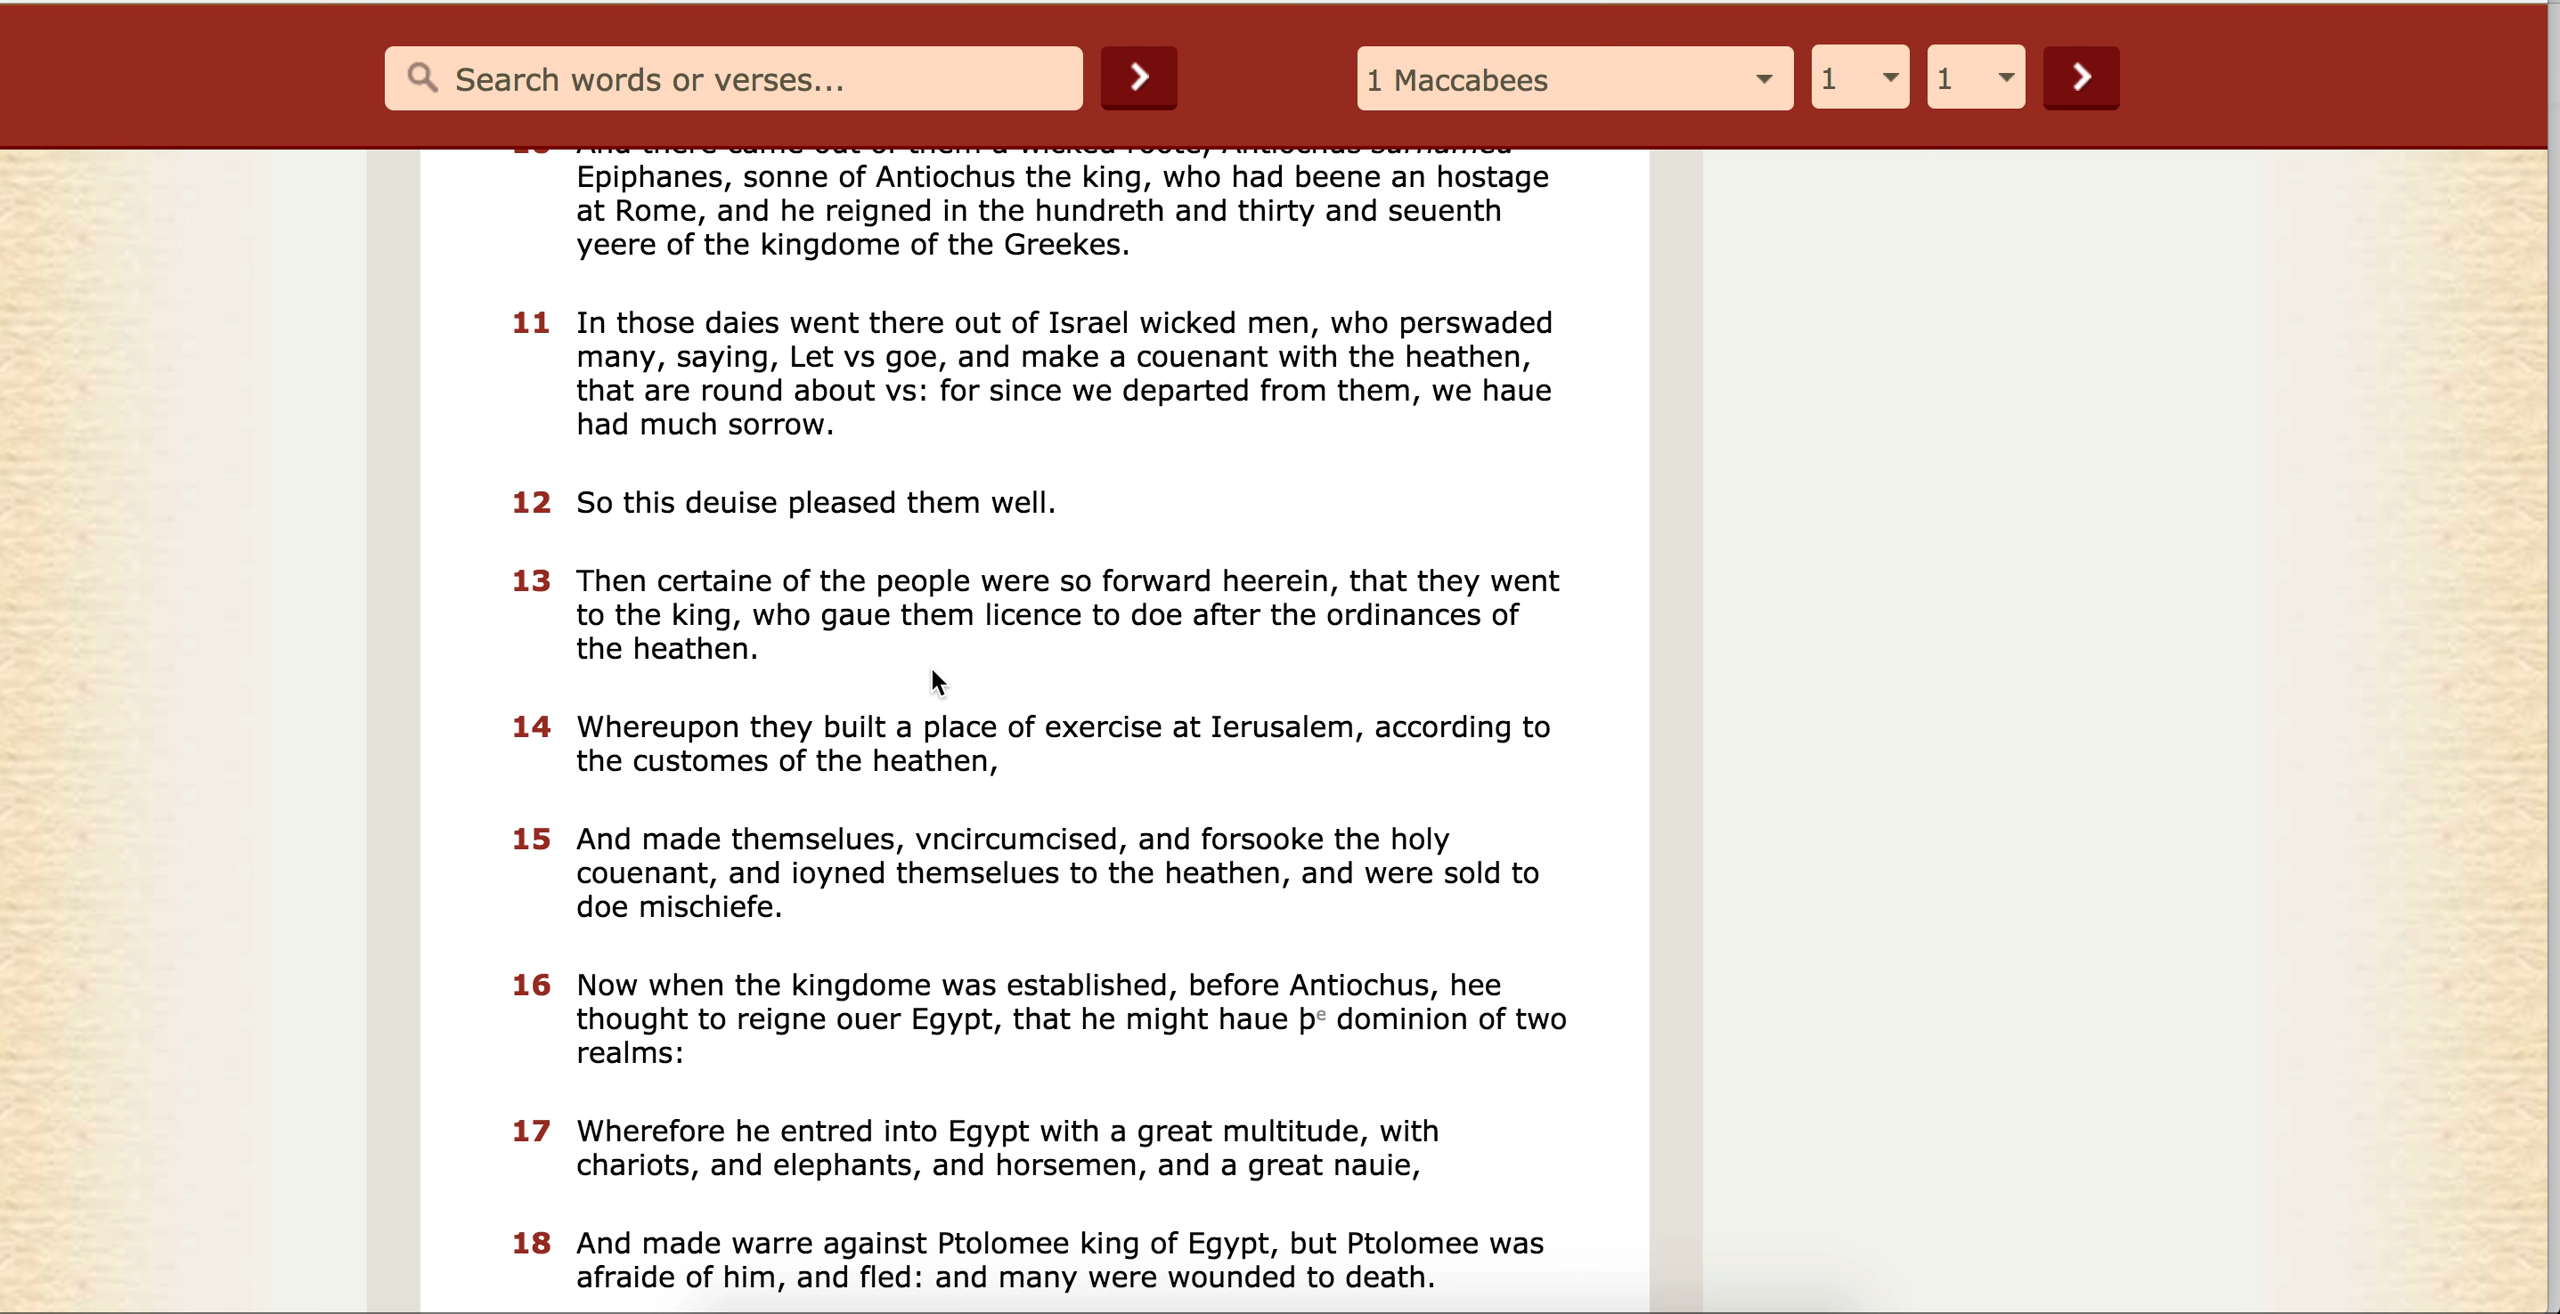 Search words or verses...
1 Maccabees
1
1
10 And there came out of them a wicked roote, Antiochus surnamed
Epiphanes, sonne of Antiochus the king, who had beene an hostage
at Rome, and he reigned in the hundreth and thirty and seuenth
yeere of the kingdome of the Greekes.
11 In those daies went there out of Israel wicked men, who perswaded
many, saying, Let vs goe, and make a couenant with the heathen,
that are round about vs: for since we departed from them, we haue
had much sorrow.
12 So this deuise pleased them well.
13 Then certaine of the people were so forward heerein, that they went
to the king, who gaue them licence to doe after the ordinances of
the heathen.
14 Whereupon they built a place of exercise at Ierusalem, according to
the customes of the heathen,
15 And made themselues, vncircumcised, and forsooke the holy
couenant, and ioyned themselues to the heathen, and were sold to
doe mischiefe.
16 Now when the kingdome was established, before Antiochus, hee
thought to reigne ouer Egypt, that he might haue þᵉ dominion of two
realms:
17 Wherefore he entred into Egypt with a great multitude, with
chariots, and elephants, and horsemen, and a great nauie,
18 And made warre against Ptolomee king of Egypt, but Ptolomee was
afraide of him, and fled: and many were wounded to death.